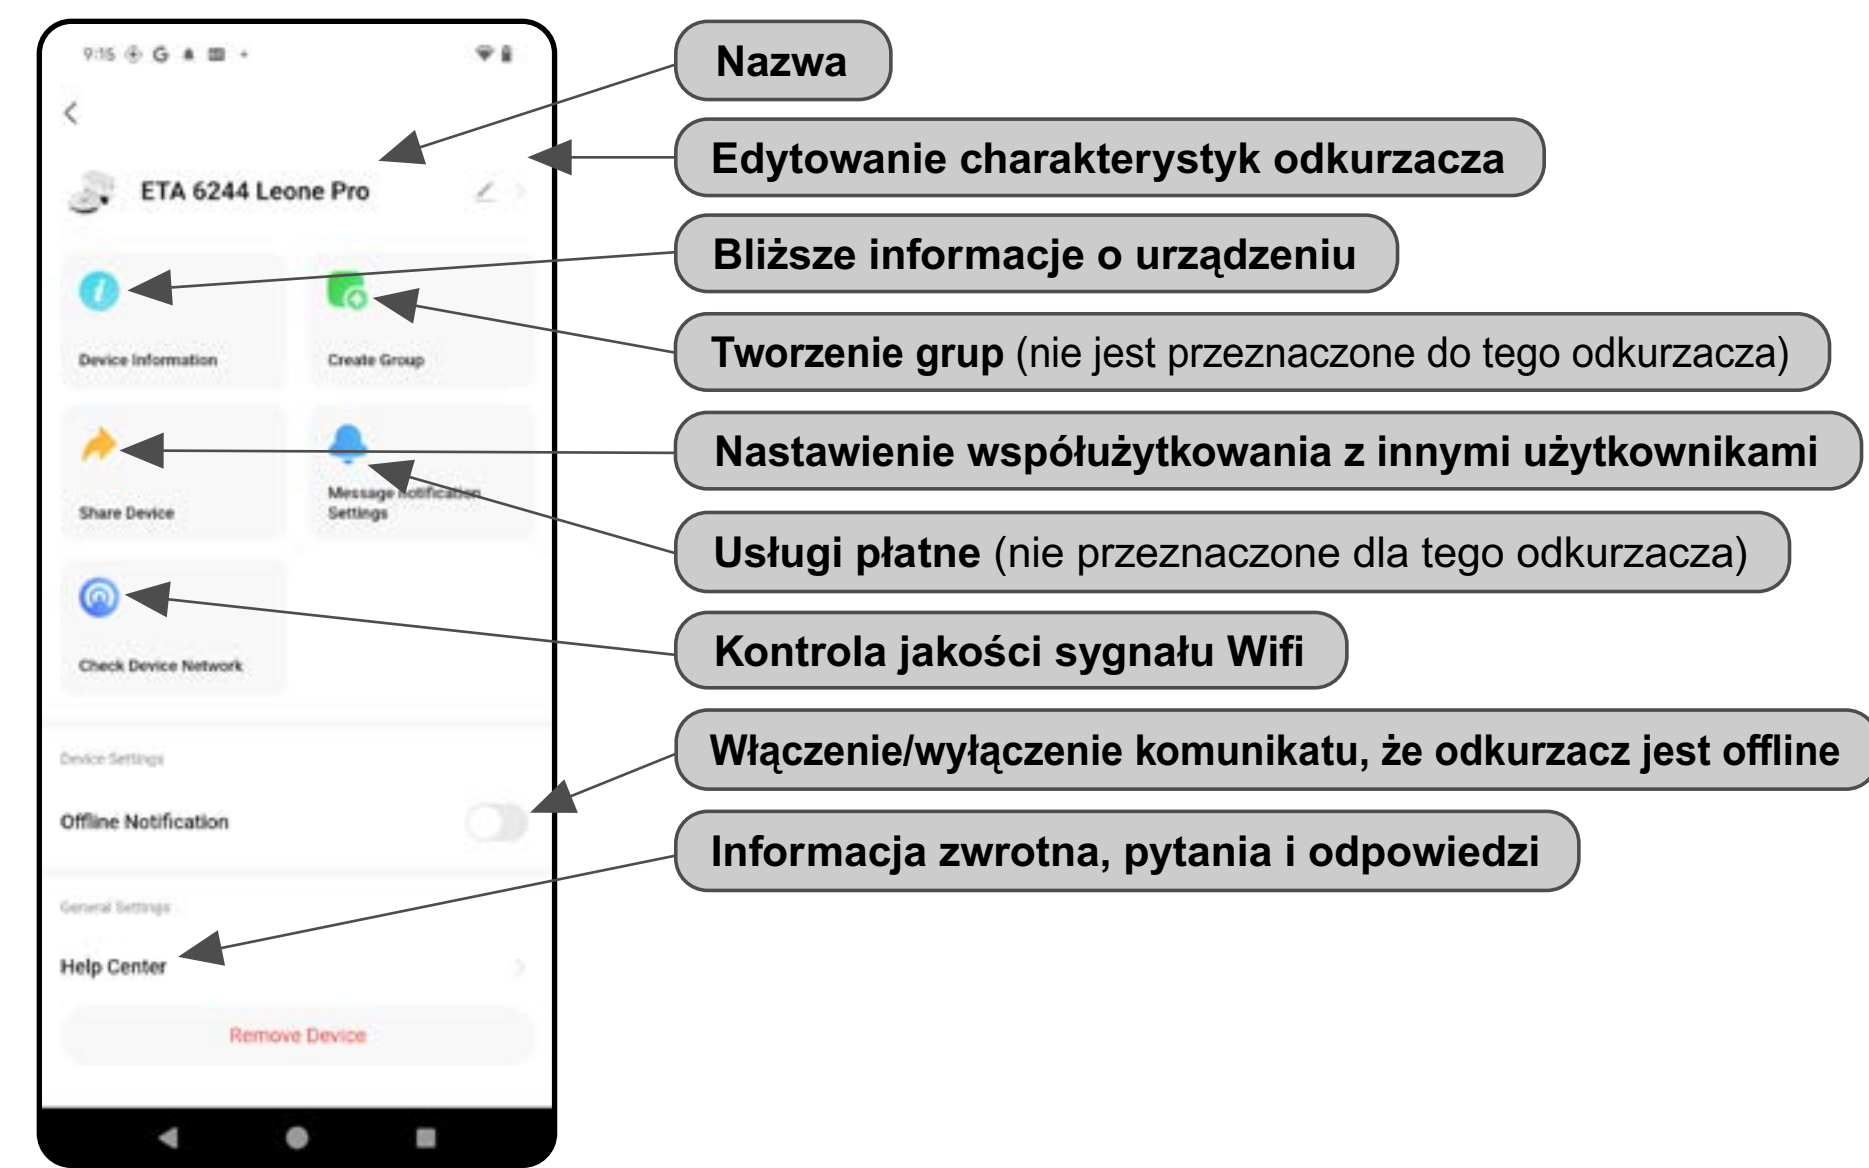 9:15
Nazwa
Edytowanie charakterystyk odkurzacza
ETA 6244 Leone Pro
Bliższe informacje o urządzeniu
Device Information
Create Group
Tworzenie grup (nie jest przeznaczone do tego odkurzacza)
Nastawienie współużytkowania z innymi użytkownikami
Share Device
Message Notification
Settings
Usługi płatne (nie przeznaczone dla tego odkurzacza)
Kontrola jakości sygnału Wifi
Check Device Network
Włączenie/wyłączenie komunikatu, że odkurzacz jest offline
Device Settings
Offline Notification
Informacja zwrotna, pytania i odpowiedzi
General Settings
Help Center
Remove Device